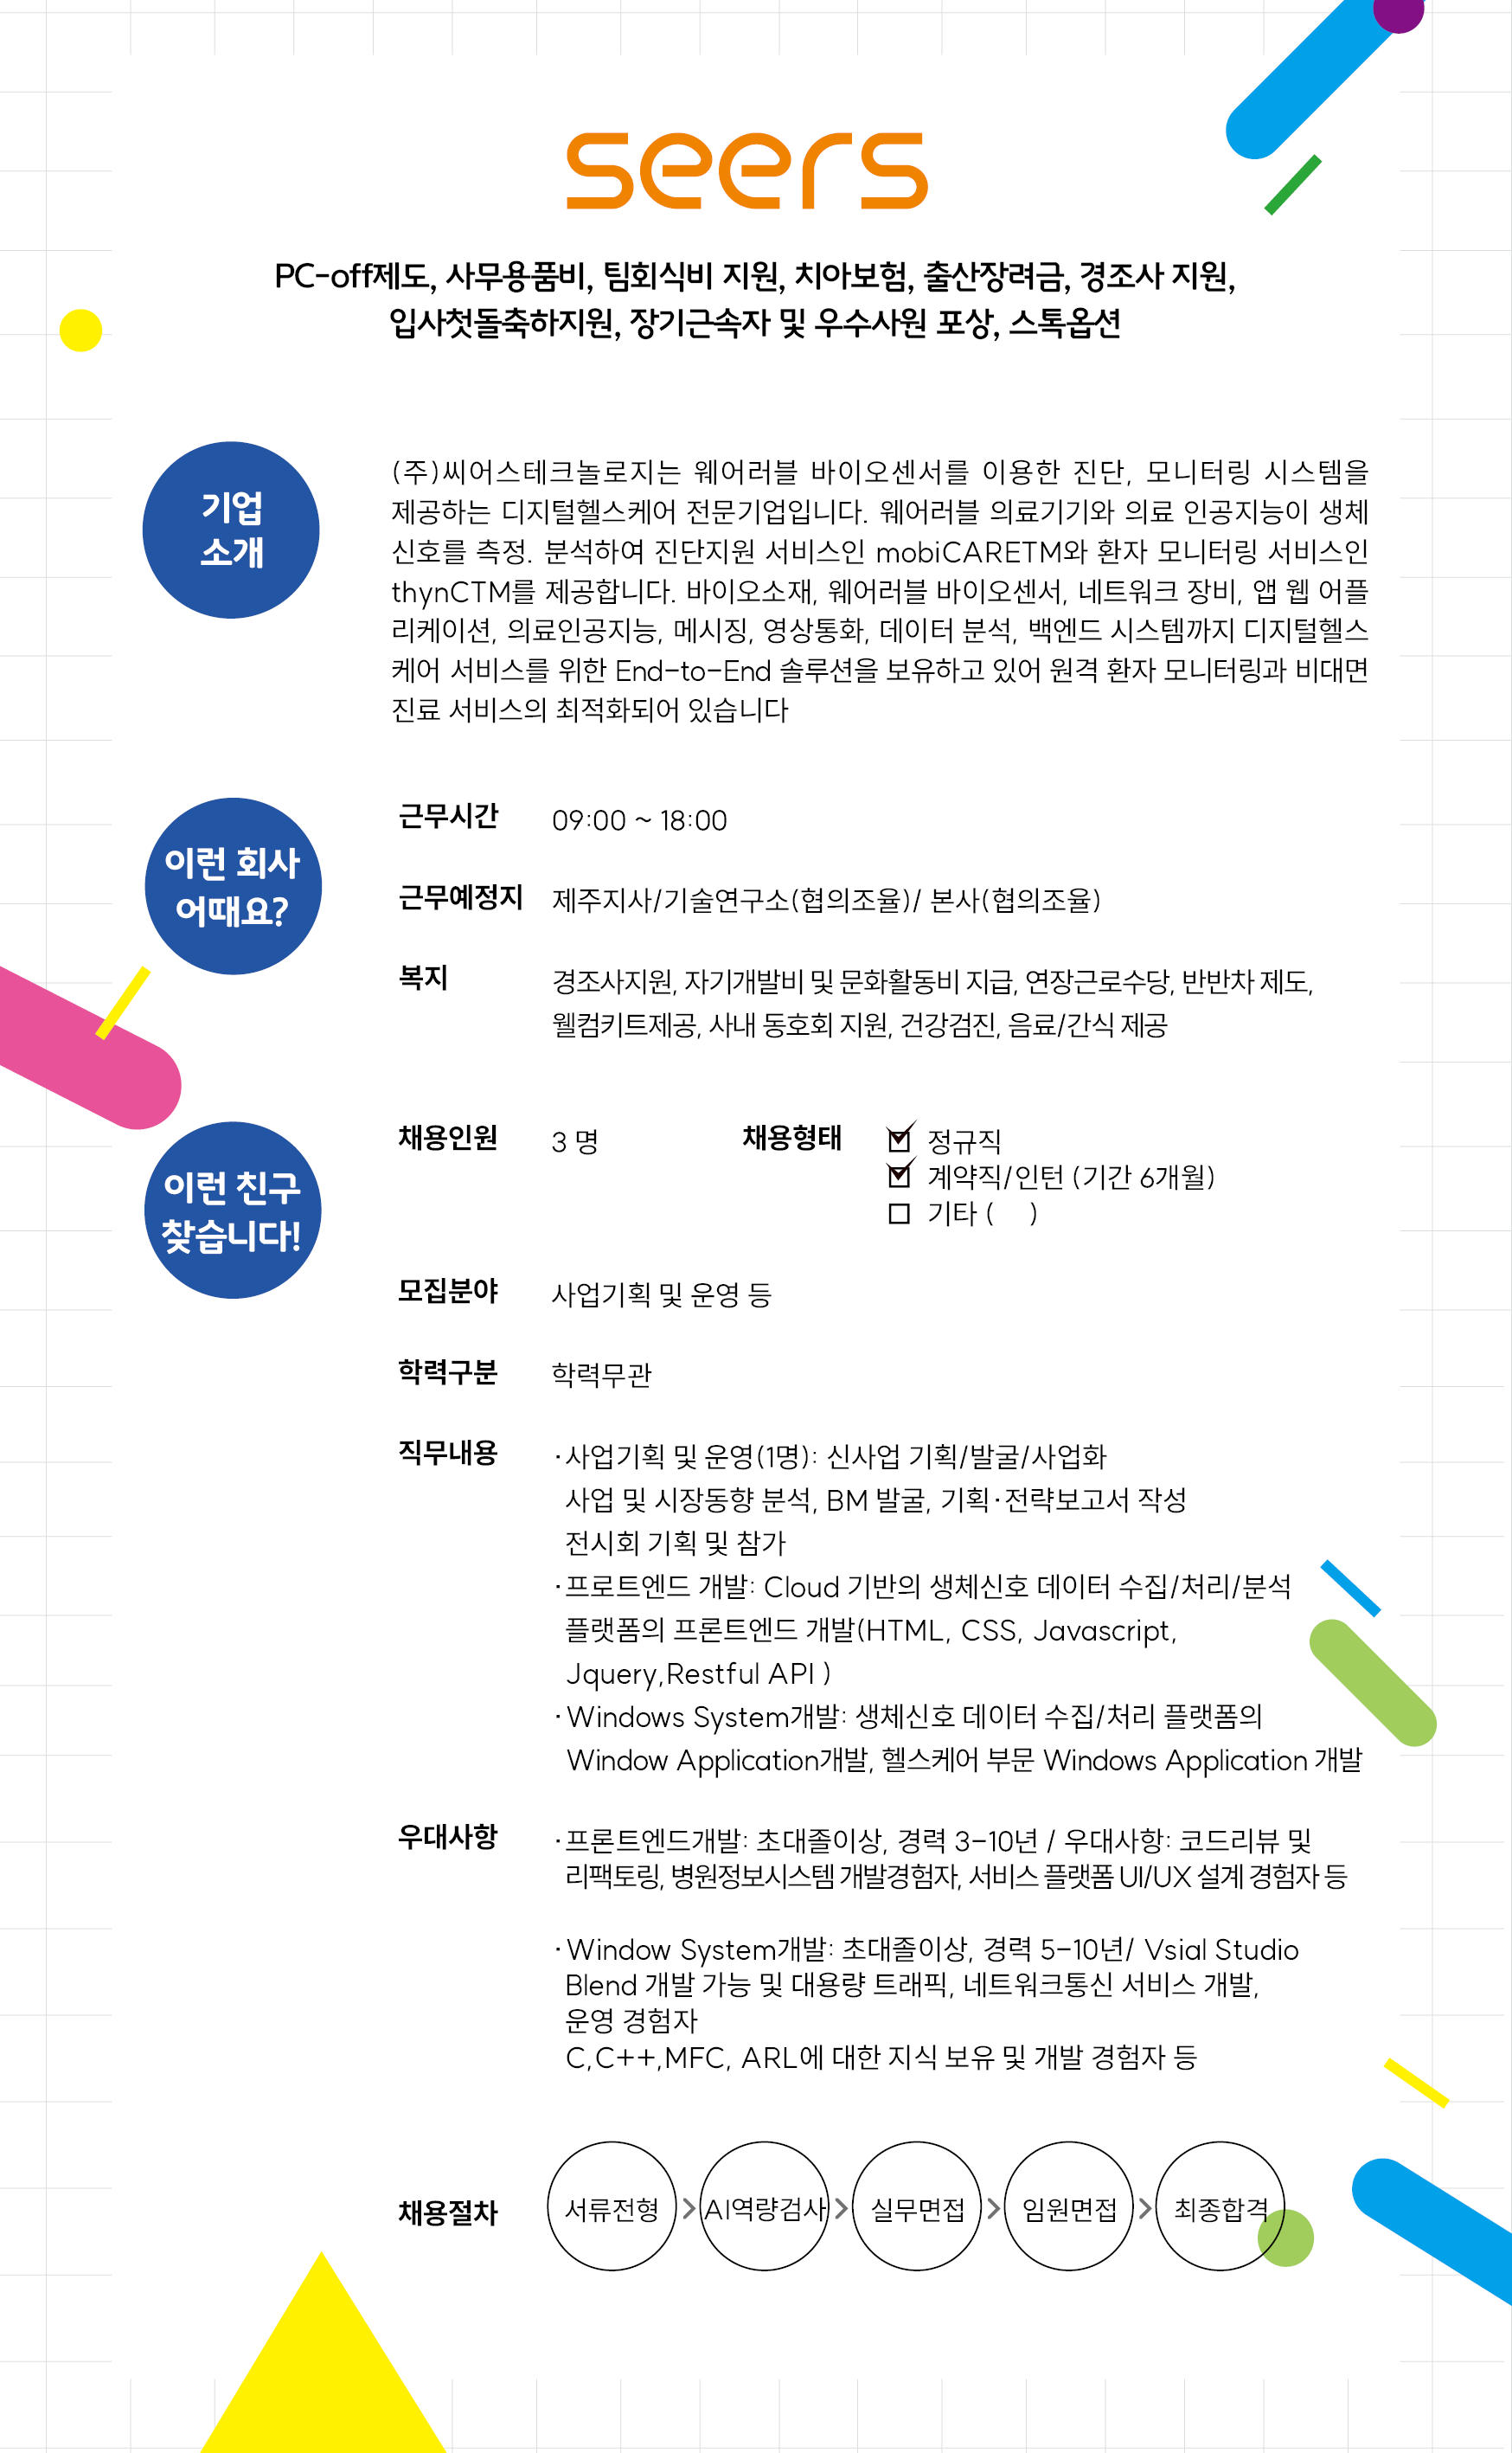 seers
PC-off제도, 사무용품비, 팀회식비 지원, 치아보험, 출산장려금, 경조사 지원,
입사첫돌축하지원, 장기근속자 및 우수사원 포상, 스톡옵션
기업
소개
(주)씨어스테크놀로지는 웨어러블 바이오센서를 이용한 진단, 모니터링 시스템을
제공하는 디지털헬스케어 전문기업입니다. 웨어러블 의료기기와 의료 인공지능이 생체
신호를 측정. 분석하여 진단지원 서비스인 mobiCARETM와 환자 모니터링 서비스인
thynCTM를 제공합니다. 바이오소재, 웨어러블 바이오센서, 네트워크 장비, 앱 웹 어플
리케이션, 의료인공지능, 메시징, 영상통화, 데이터 분석, 백엔드 시스템까지 디지털헬스
케어 서비스를 위한 End-to-End 솔루션을 보유하고 있어 원격 환자 모니터링과 비대면
진료 서비스의 최적화되어 있습니다
이런 회사
어때요?
근무시간 09:00 ~ 18:00
근무예정지 제주지사/기술연구소(협의조율)/ 본사(협의조율)
복지 경조사지원, 자기개발비 및 문화활동비 지급, 연장근로수당, 반반차 제도,
웰컴키트제공, 사내 동호회 지원, 건강검진, 음료/간식 제공
이런 친구
찾습니다!
채용인원 3 명 채용형태 ☑ 정규직
☑ 계약직/인턴 (기간 6개월)
☐ 기타 ( )
모집분야 사업기획 및 운영 등
학력구분 학력무관
직무내용 ·사업기획 및 운영(1명): 신사업 기획/발굴/사업화
사업 및 시장동향 분석, BM 발굴, 기획·전략보고서 작성
전시회 기획 및 참가
·프로트엔드 개발: Cloud 기반의 생체신호 데이터 수집/처리/분석
플랫폼의 프론트엔드 개발(HTML, CSS, Javascript,
Jquery,Restful API )
·Windows System개발: 생체신호 데이터 수집/처리 플랫폼의
Window Application개발, 헬스케어 부문 Windows Application 개발
우대사항 ·프론트엔드개발: 초대졸이상, 경력 3-10년 / 우대사항: 코드리뷰 및
리팩토링, 병원정보시스템 개발경험자, 서비스 플랫폼 UI/UX 설계 경험자 등
·Window System개발: 초대졸이상, 경력 5-10년/ Vsial Studio
Blend 개발 가능 및 대용량 트래픽, 네트워크통신 서비스 개발,
운영 경험자
C,C++,MFC, ARL에 대한 지식 보유 및 개발 경험자 등
채용절차 서류전형 > AI역량검사 > 실무면접 > 임원면접 > 최종합격